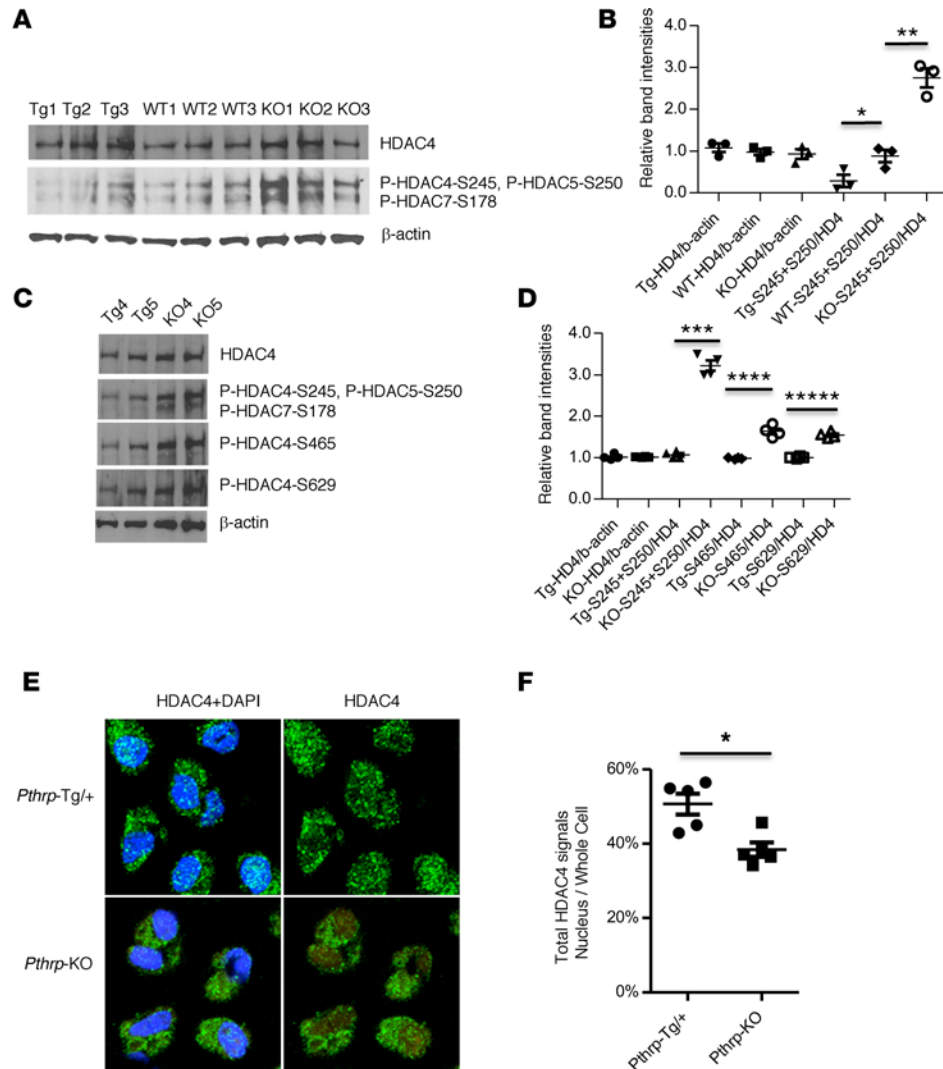 A
Tg1 Tg2 Tg3 WT1 WT2 WT3 KO1 KO2 KO3
HDAC4
P-HDAC4-S245, P-HDAC5-S250
P-HDAC7-S178
β-actin
B
Relative band intensities
4.0
3.0
2.0
1.0
0.0
*
**
Tg-HD4/b-actin
WT-HD4/b-actin
KO-HD4/b-actin
Tg-S245+S250/HD4
WT-S245+S250/HD4
KO-S245+S250/HD4
C
Tg4 Tg5 KO4 KO5
HDAC4
P-HDAC4-S245, P-HDAC5-S250
P-HDAC7-S178
P-HDAC4-S465
P-HDAC4-S629
β-actin
D
Relative band intensities
4.0
3.0
2.0
1.0
0.0
***
****
*****
Tg-HD4/b-actin
KO-HD4/b-actin
Tg-S245+S250/HD4
KO-S245+S250/HD4
Tg-S465/HD4
KO-S465/HD4
Tg-S629/HD4
KO-S629/HD4
E
HDAC4+DAPI HDAC4
Pthrp-Tg/+
Pthrp-KO
F
Total HDAC4 signals
Nucleus / Whole Cell
60%
40%
20%
0%
*
Pthrp-Tg/+
Pthrp-KO